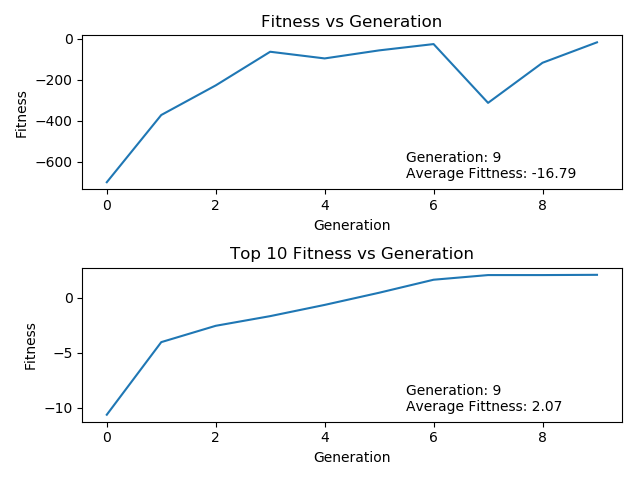 Fitness vs Generation
0
−200
−400
−600
Fitness
Generation: 9
Average Fittness: -16.79
0 2 4 6 8
Generation
Top 10 Fitness vs Generation
0
−5
−10
Fitness
Generation: 9
Average Fittness: 2.07
0 2 4 6 8
Generation